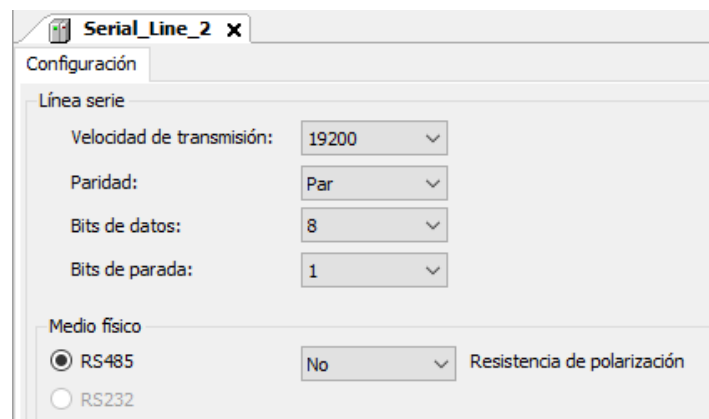 Serial_Line_2 x
Configuración
Línea serie
Velocidad de transmisión: 19200
Paridad: Par
Bits de datos: 8
Bits de parada: 1
Medio físico
RS485 No Resistencia de polarización
RS232